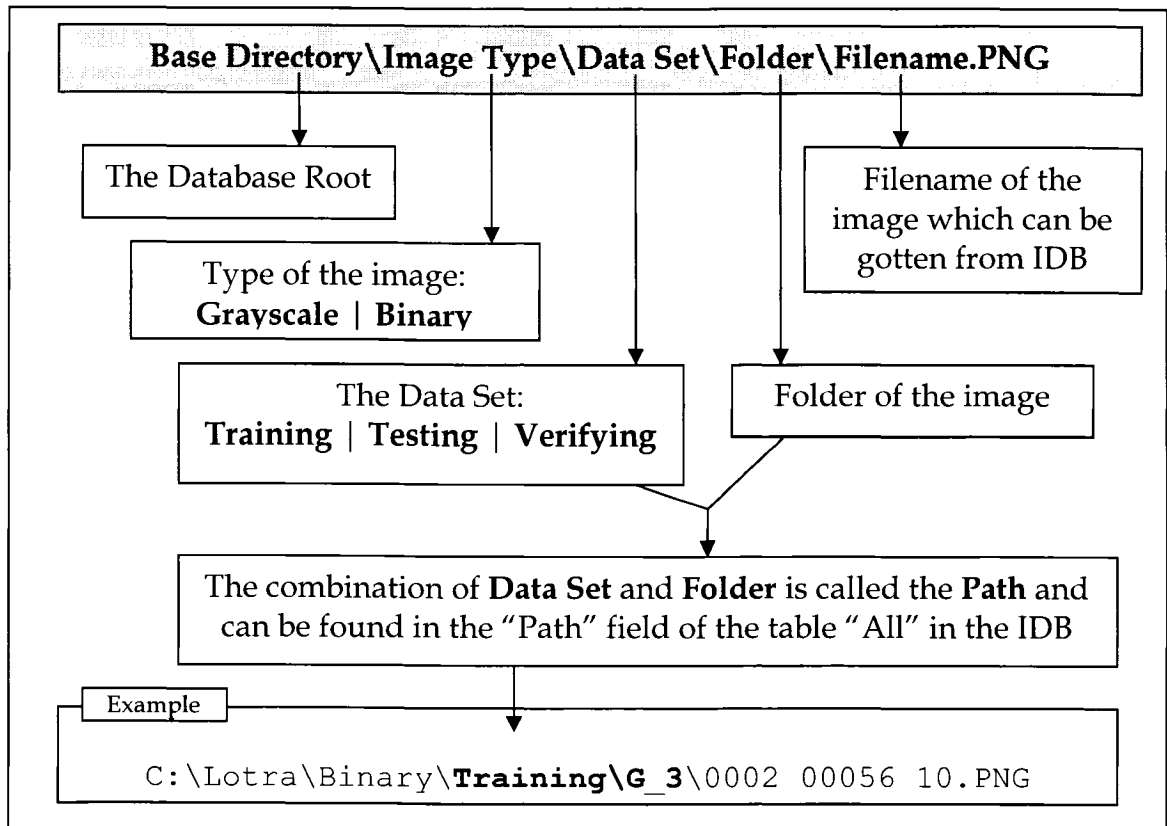 Base Directory\Image Type\Data Set\Folder\Filename.PNG
The Database Root
Filename of the
image which can be
gotten from IDB
Type of the image:
Grayscale | Binary
The Data Set:
Training | Testing | Verifying
Folder of the image
The combination of Data Set and Folder is called the Path and
can be found in the “Path” field of the table “All” in the IDB
Example
C:\Lotra\Binary\Training\G_3\0002 00056 10.PNG